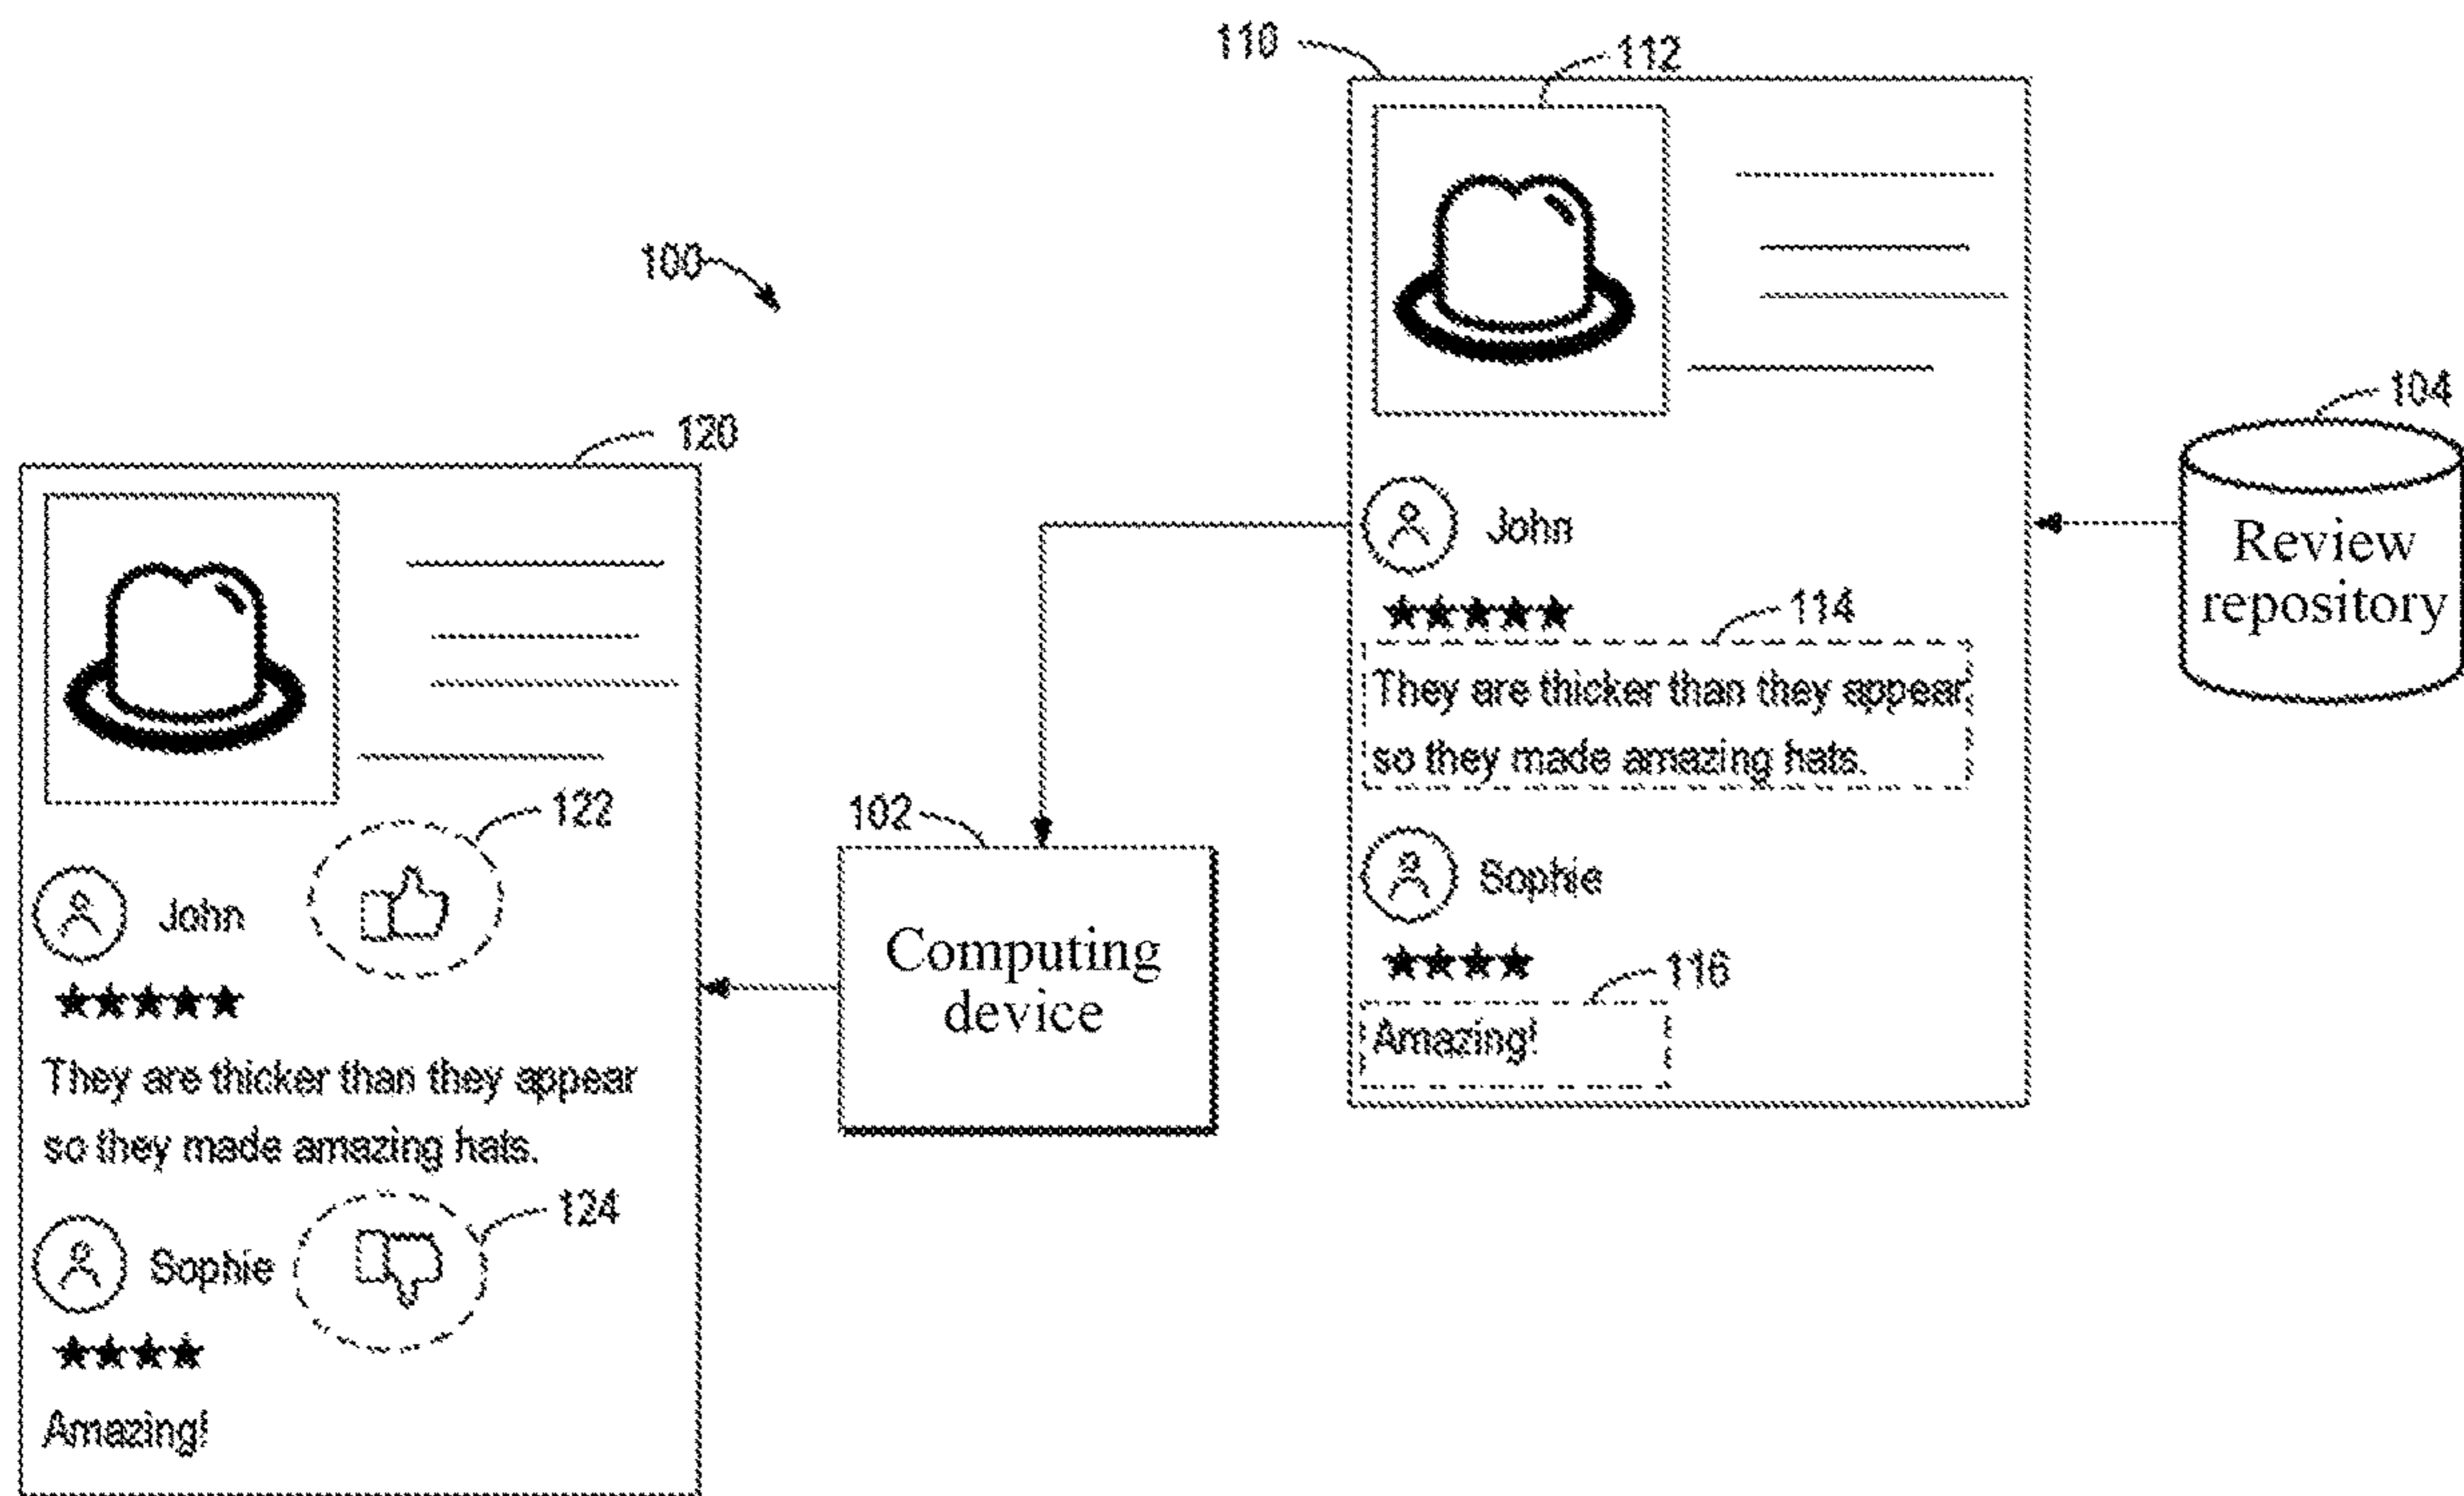 110
112
100
104
120
John
Review
repository
★★★★★
114
They are thicker than they appear
so they made amazing hats.
122
102
Sophie
John
Computing
device
★★★★
116
★★★★★
Amazing!
They are thicker than they appear
so they made amazing hats.
124
Sophie
★★★★
Amazing!